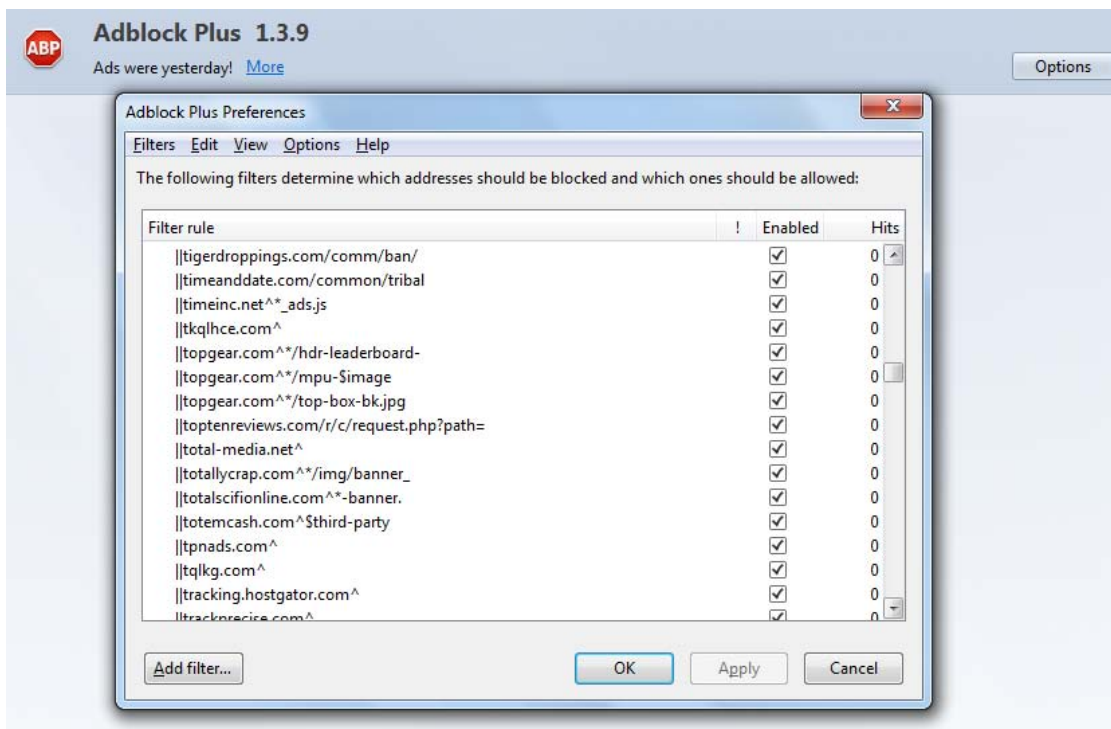 ABP
Adblock Plus 1.3.9
Ads were yesterday! More
Options
Adblock Plus Preferences
Filters Edit View Options Help
The following filters determine which addresses should be blocked and which ones should be allowed:
Filter rule ! Enabled Hits
||tigerdroppings.com/comm/ban/ 0
||timeanddate.com/common/tribal 0
||timeinc.net^*_ads.js 0
||tkqlhce.com^ 0
||topgear.com^*/hdr-leaderboard- 0
||topgear.com^*/mpu-$image 0
||topgear.com^*/top-box-bk.jpg 0
||toptenreviews.com/r/c/request.php?path= 0
||total-media.net^ 0
||totallycrap.com^*/img/banner_ 0
||totalscifionline.com^*-banner. 0
||totemcash.com^$third-party 0
||tpnads.com^ 0
||tqlkg.com^ 0
||tracking.hostgator.com^ 0
||trackprecise.com^ 0
Add filter... OK Apply Cancel